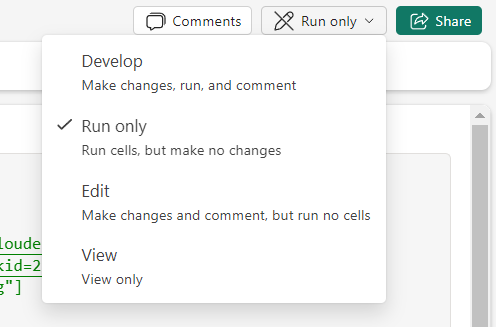 Comments
Run only
Share
Develop
Make changes, run, and comment
Run only
Run cells, but make no changes
Edit
Make changes and comment, but run no cells
View
View only
loude
kid=2
g"]